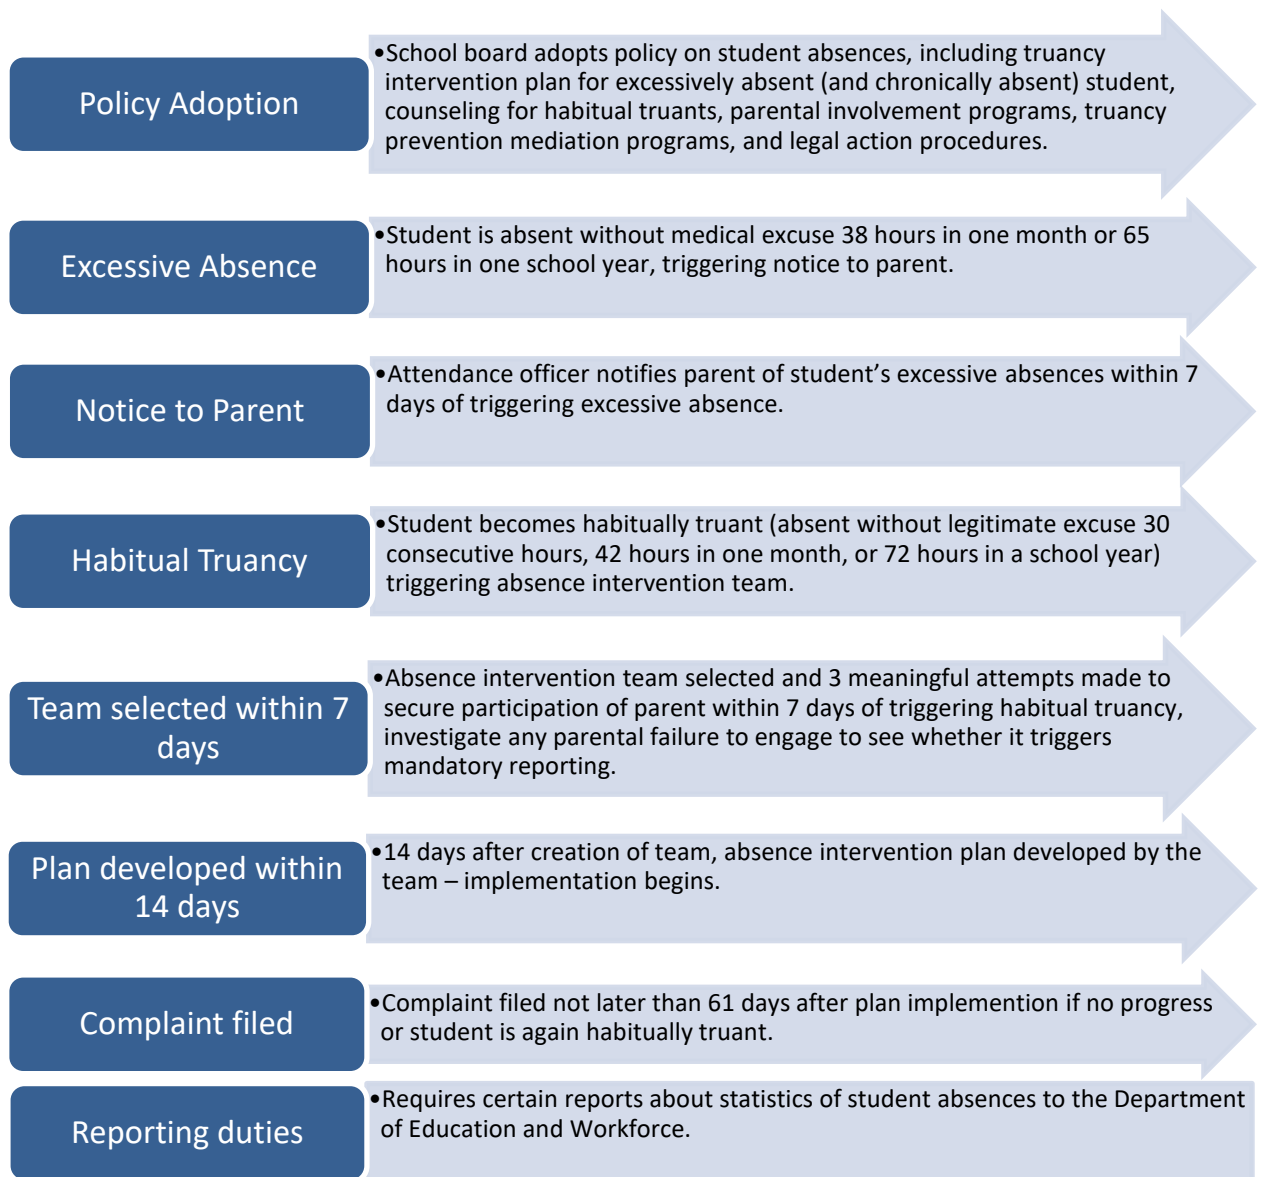 Policy Adoption
•School board adopts policy on student absences, including truancy
intervention plan for excessively absent (and chronically absent) student,
counseling for habitual truants, parental involvement programs, truancy
prevention mediation programs, and legal action procedures.
Excessive Absence
•Student is absent without medical excuse 38 hours in one month or 65
hours in one school year, triggering notice to parent.
Notice to Parent
•Attendance officer notifies parent of student’s excessive absences within 7
days of triggering excessive absence.
Habitual Truancy
•Student becomes habitually truant (absent without legitimate excuse 30
consecutive hours, 42 hours in one month, or 72 hours in a school year)
triggering absence intervention team.
Team selected within 7
days
•Absence intervention team selected and 3 meaningful attempts made to
secure participation of parent within 7 days of triggering habitual truancy,
investigate any parental failure to engage to see whether it triggers
mandatory reporting.
Plan developed within
14 days
•14 days after creation of team, absence intervention plan developed by the
team – implementation begins.
Complaint filed
•Complaint filed not later than 61 days after plan implemention if no progress
or student is again habitually truant.
Reporting duties
•Requires certain reports about statistics of student absences to the Department
of Education and Workforce.